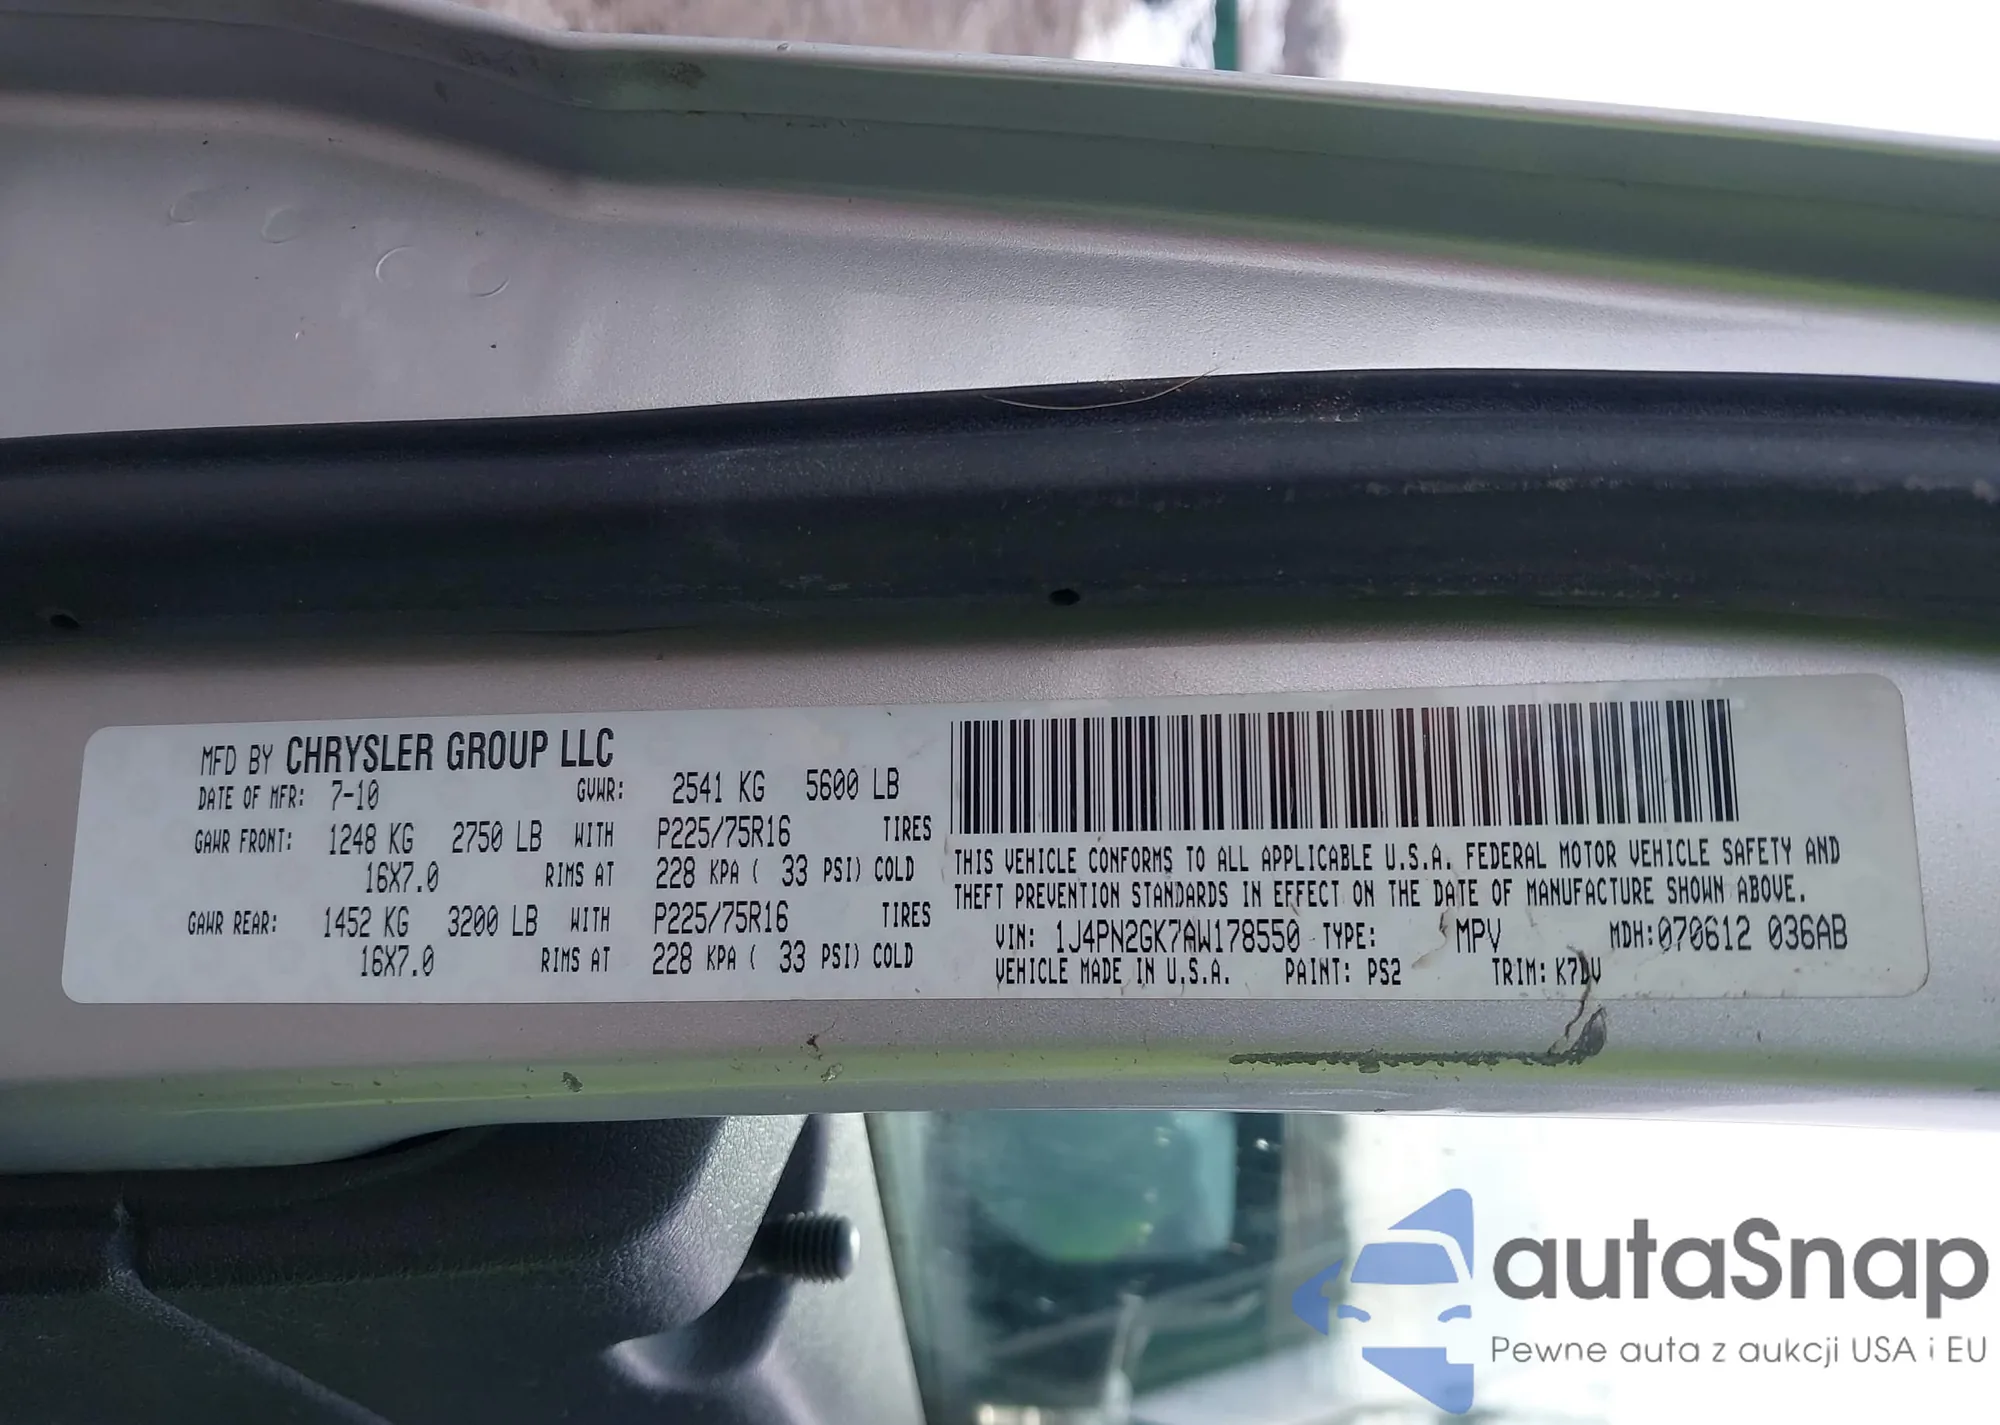 MFD BY CHRYSLER GROUP LLC
DATE OF MFR: 7-10 GVWR: 2541 KG 5600 LB
GAWR FRONT: 1248 KG 2750 LB WITH P225/75R16 TIRES
16X7.0 RIMS AT 228 KPA ( 33 PSI) COLD
GAWR REAR: 1452 KG 3200 LB WITH P225/75R16 TIRES
16X7.0 RIMS AT 228 KPA ( 33 PSI) COLD
THIS VEHICLE CONFORMS TO ALL APPLICABLE U.S.A. FEDERAL MOTOR VEHICLE SAFETY AND
THEFT PREVENTION STANDARDS IN EFFECT ON THE DATE OF MANUFACTURE SHOWN ABOVE.
VIN: 1J4PN2GK7AW178550 TYPE: MPV MDH:070612 036AB
VEHICLE MADE IN U.S.A. PAINT: PS2 TRIM: K7DV
autoSnap
Pewne auta z aukcji USA i EU